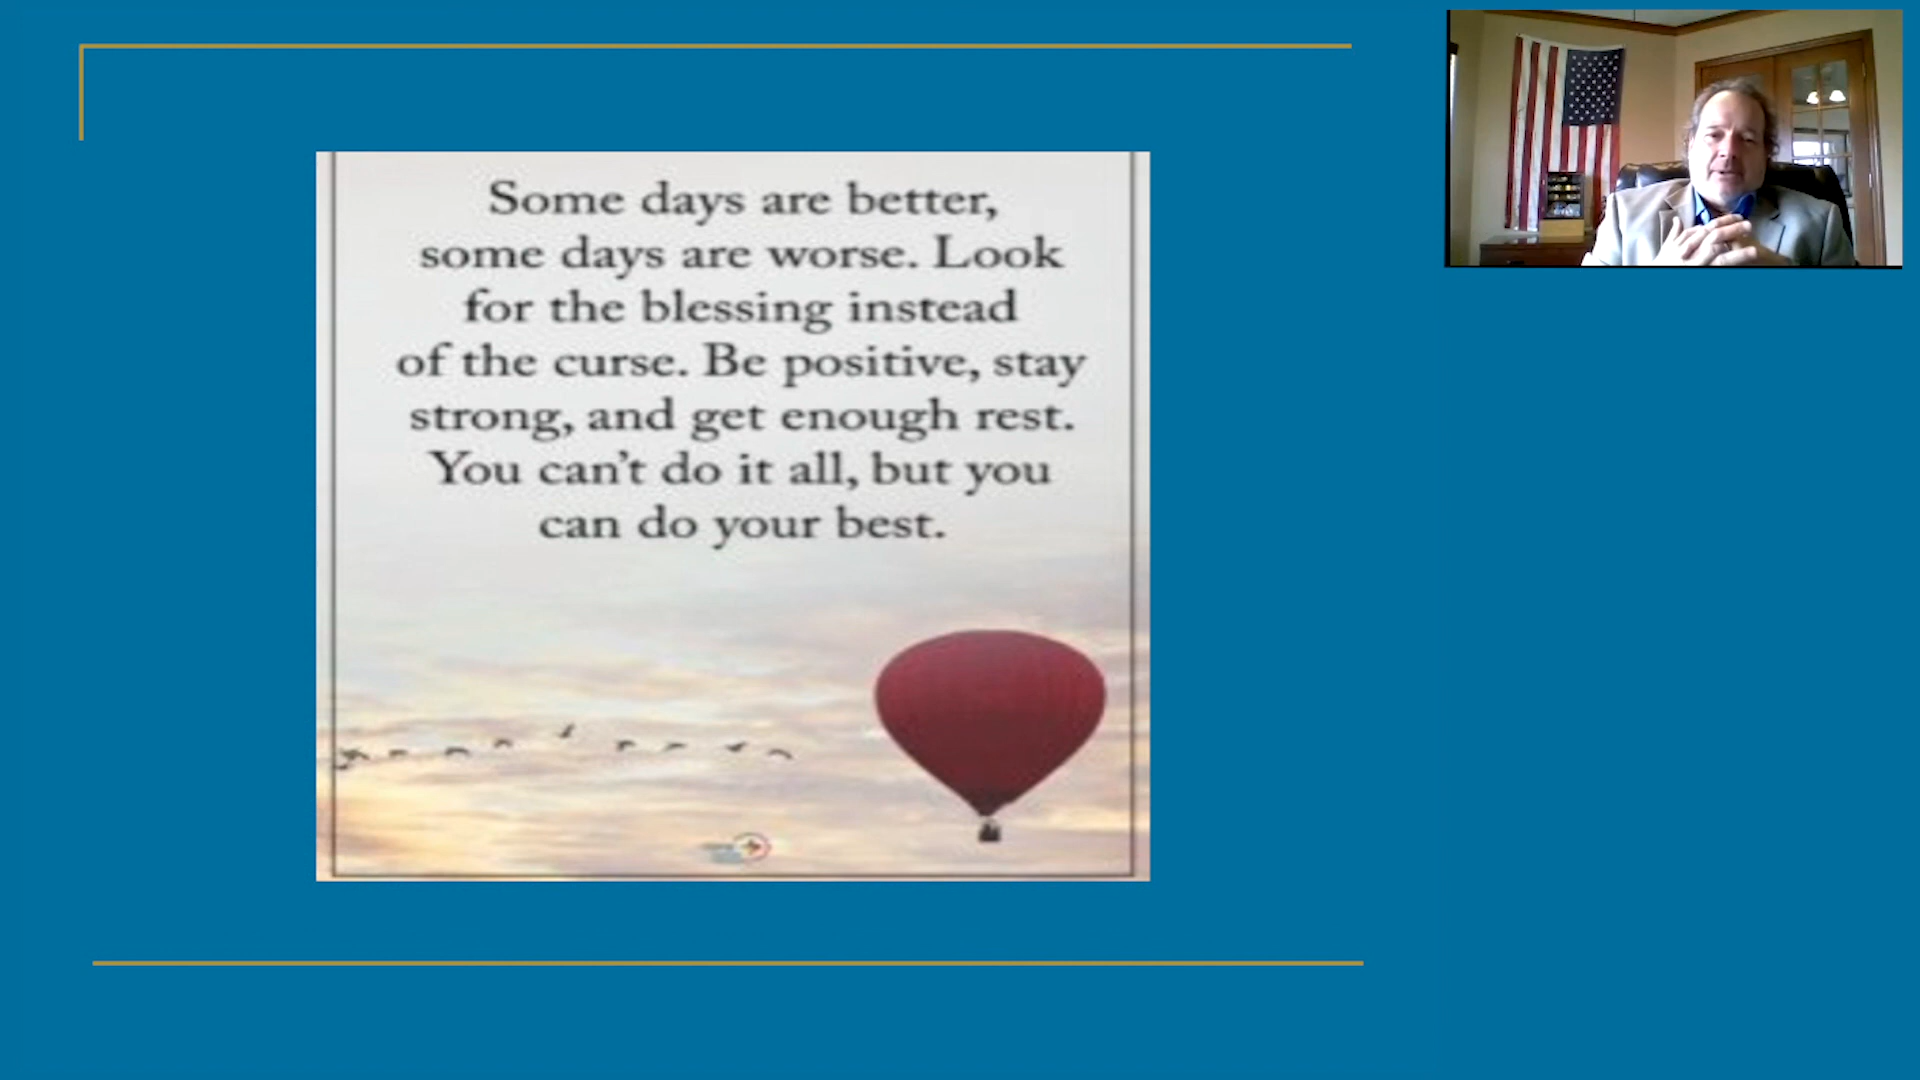 Some days are better,
some days are worse. Look
for the blessing instead
of the curse. Be positive, stay
strong, and get enough rest.
You can't do it all, but you
can do your best.